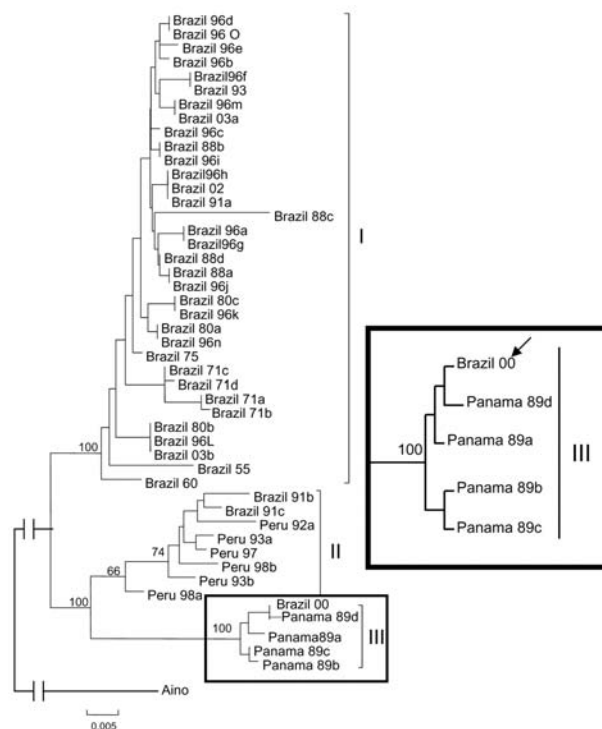 Brazil 96d
Brazil 96 O
Brazil 96e
Brazil 96b
Brazil96f
Brazil 93
Brazil 96m
Brazil 03a
Brazil 96c
Brazil 88b
Brazil 96i
Brazil96h
Brazil 02
Brazil 91a
Brazil 88c
Brazil 96a
Brazil96g
Brazil 88d
Brazil 88a
Brazil 96j
Brazil 80c
Brazil 96k
Brazil 80a
Brazil 96n
Brazil 75
Brazil 71c
Brazil 71d
Brazil 71a
Brazil 71b
Brazil 80b
Brazil 96L
Brazil 03b
100
Brazil 55
Brazil 60
I
Brazil 91b
Brazil 91c
Peru 92a
Peru 93a
74
Peru 97
Peru 98b
66
Peru 93b
Peru 98a
II
100
Brazil 00
Panama 89d
100
Panama89a
Panama 89c
Panama 89b
III
Aino
0.005
Brazil 00
Panama 89d
100
Panama 89a
Panama 89b
Panama 89c
III